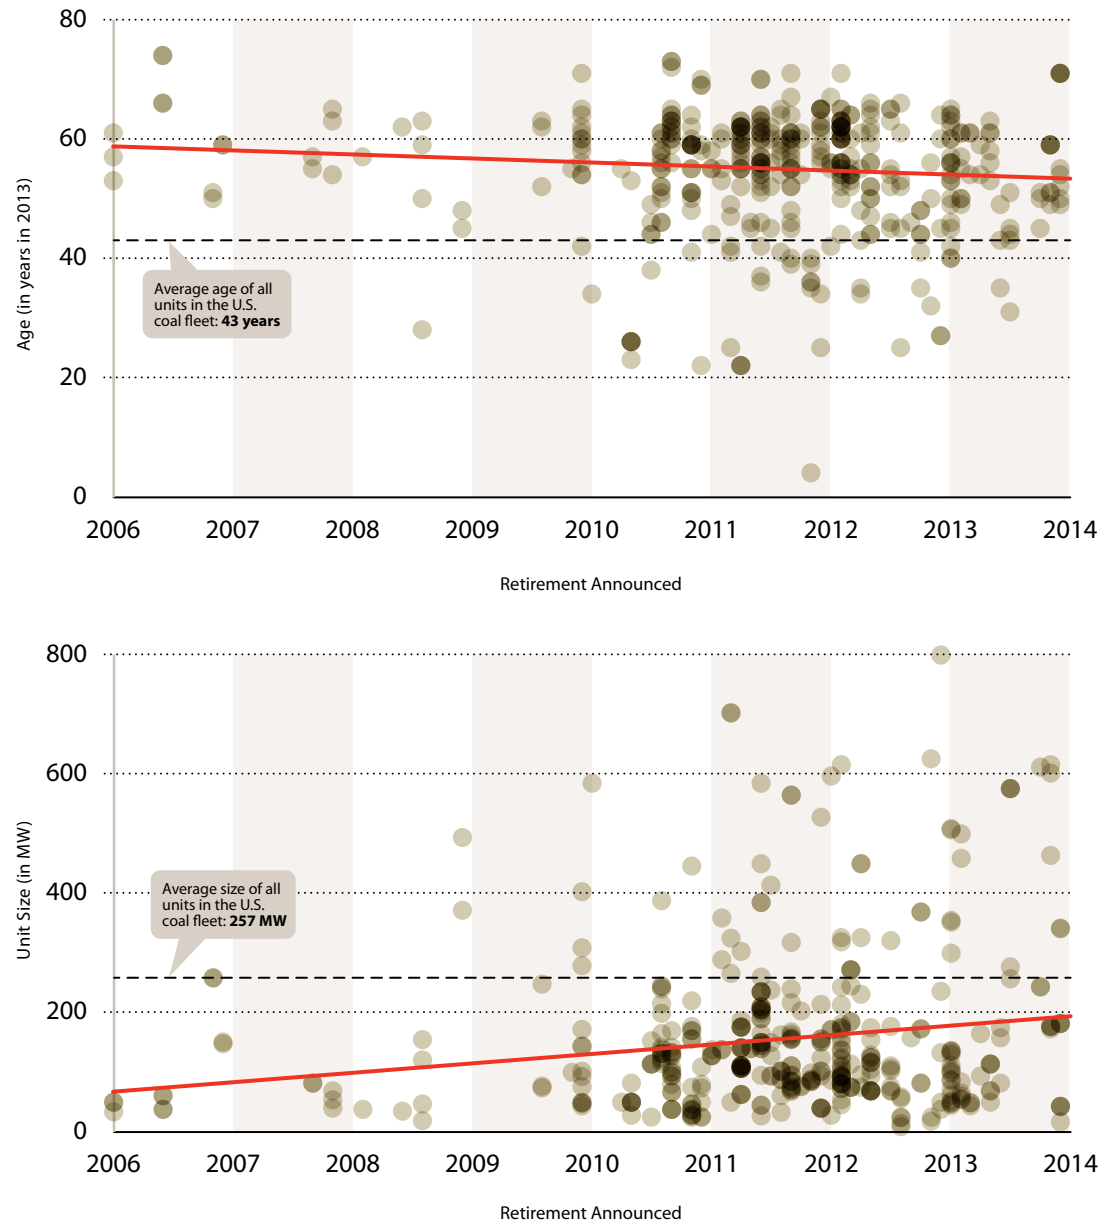 80
60
40
20
0
Age (in years in 2013)
Average age of all
units in the U.S.
coal fleet: 43 years
2006 2007 2008 2009 2010 2011 2012 2013 2014
Retirement Announced
800
600
400
200
0
Unit Size (in MW)
Average size of all
units in the U.S.
coal fleet: 257 MW
2006 2007 2008 2009 2010 2011 2012 2013 2014
Retirement Announced